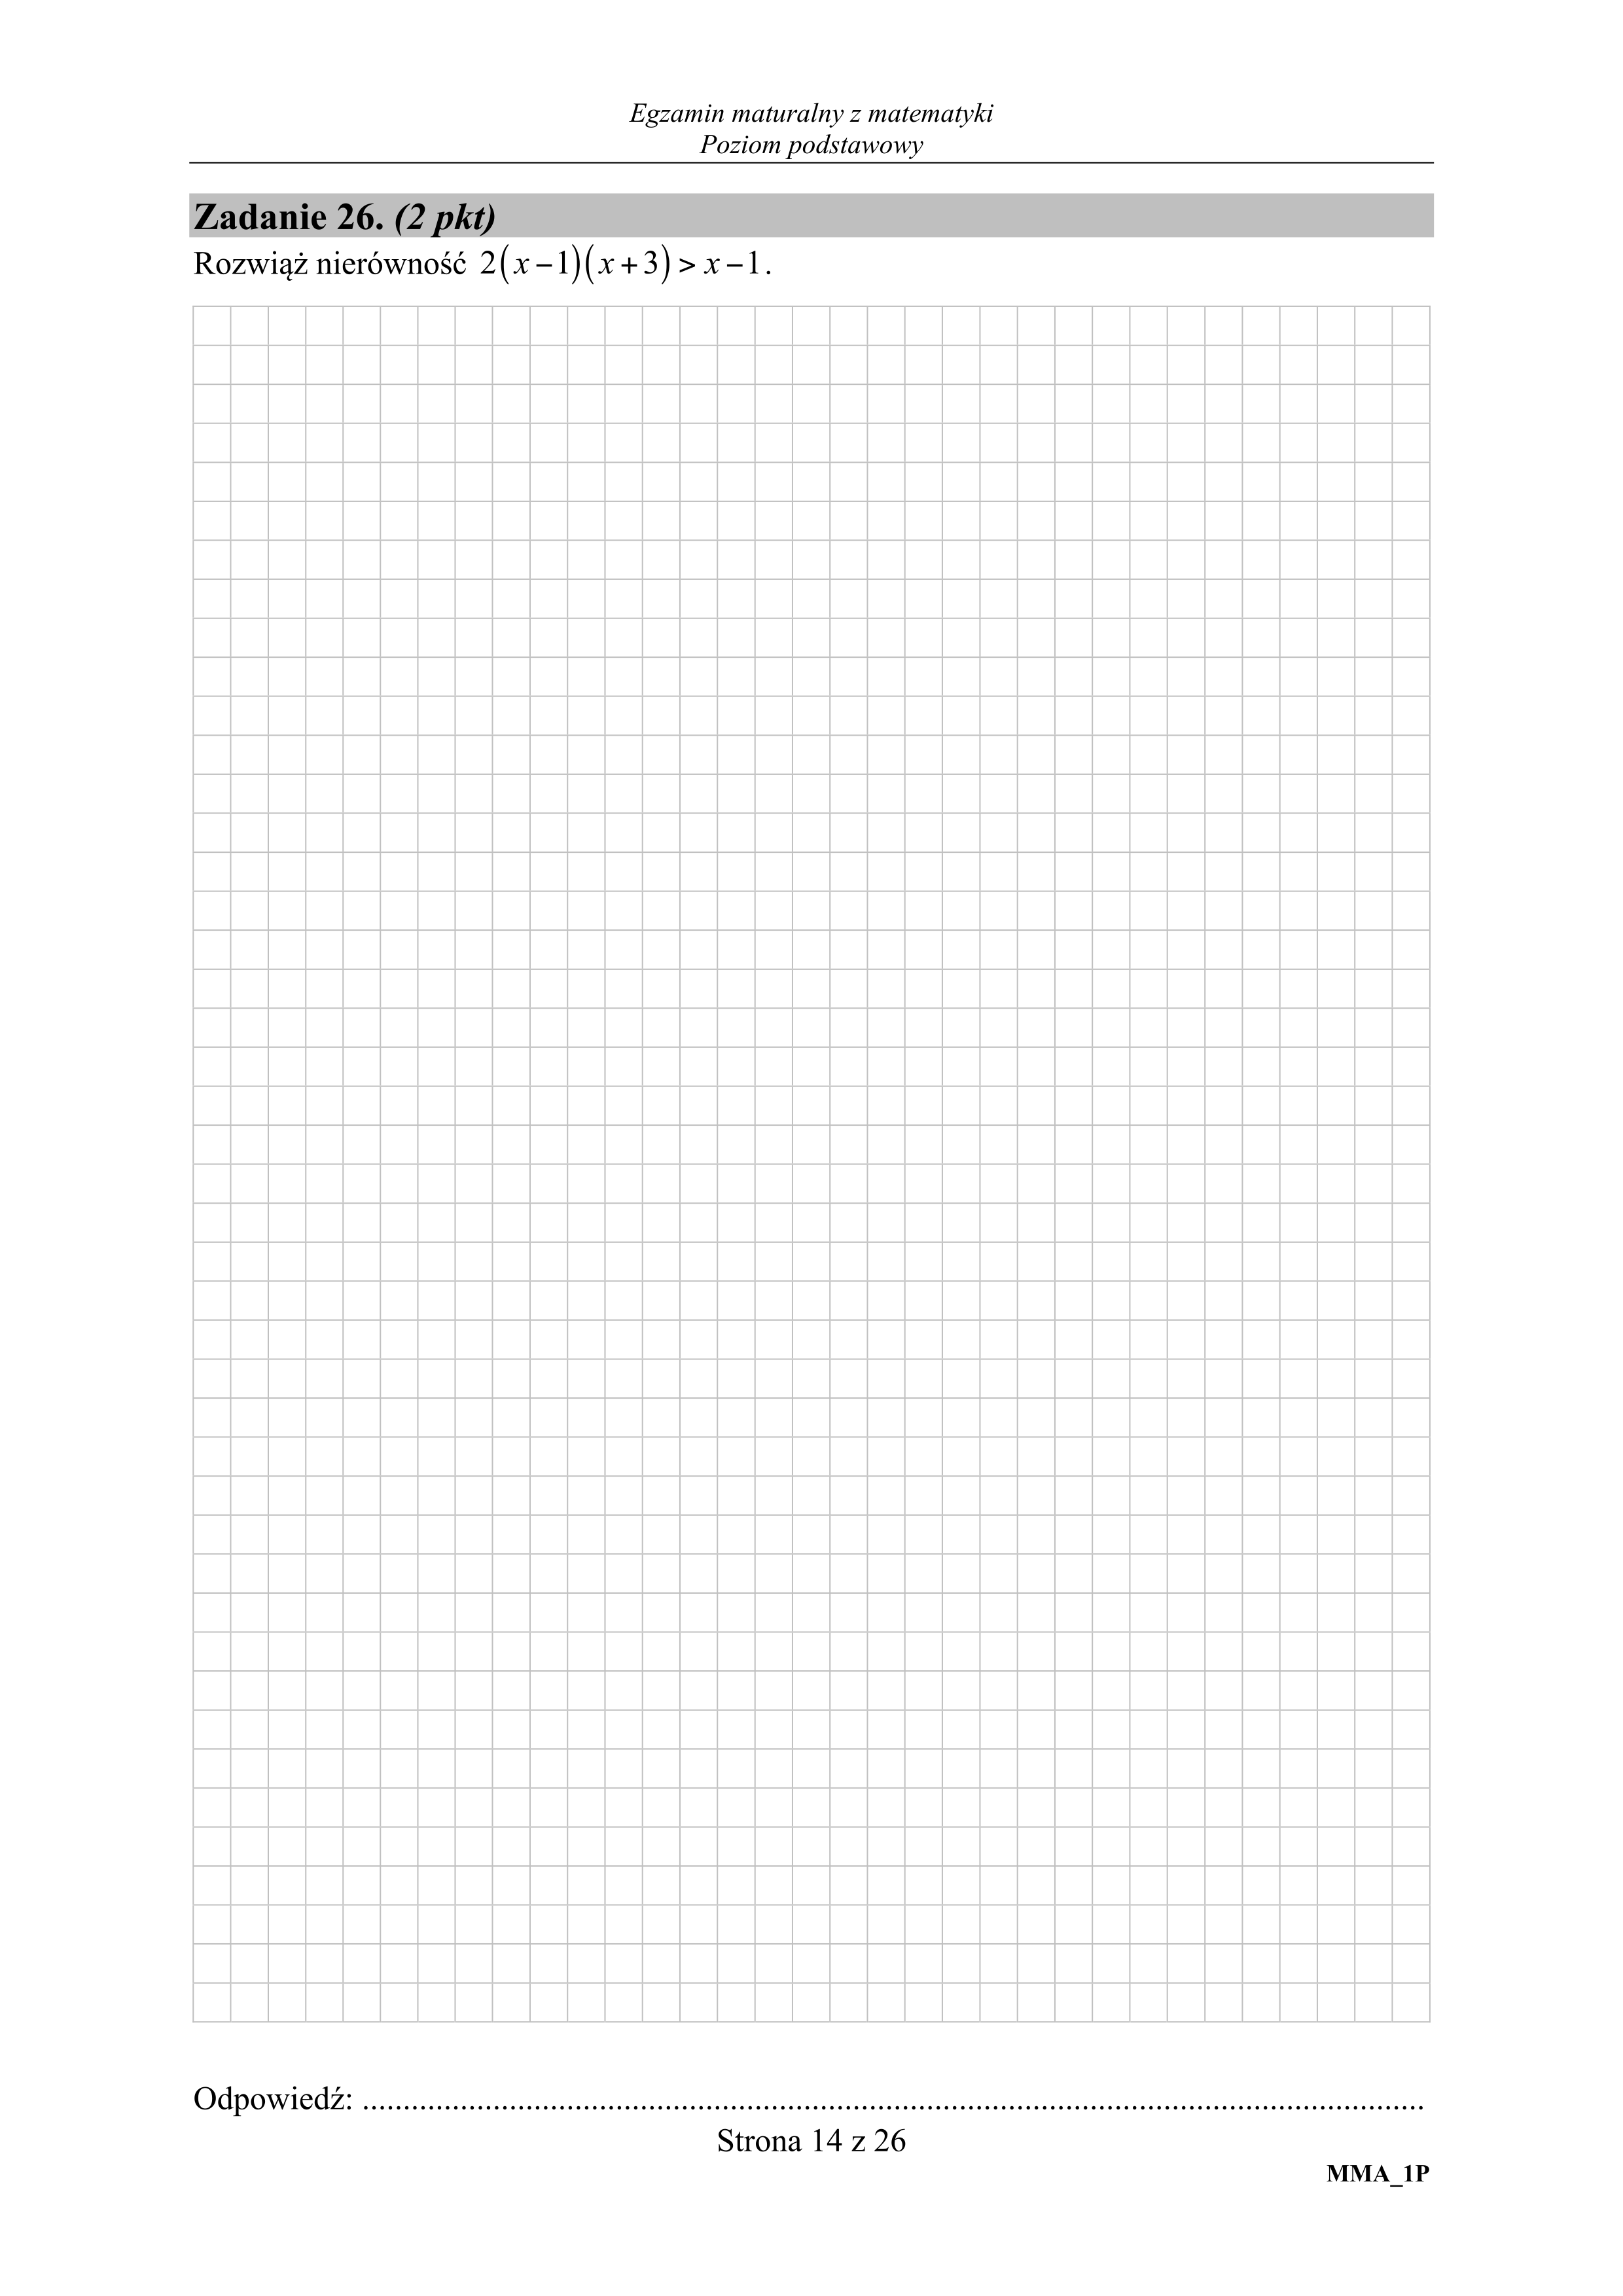 Egzamin maturalny z matematyki
Poziom podstawowy
Zadanie 26. (2 pkt)
Rozwiąż nierówność 2(x−1)(x+3) > x−1.
Odpowiedź: ..................................................................................................................................
Strona 14 z 26
MMA_1P